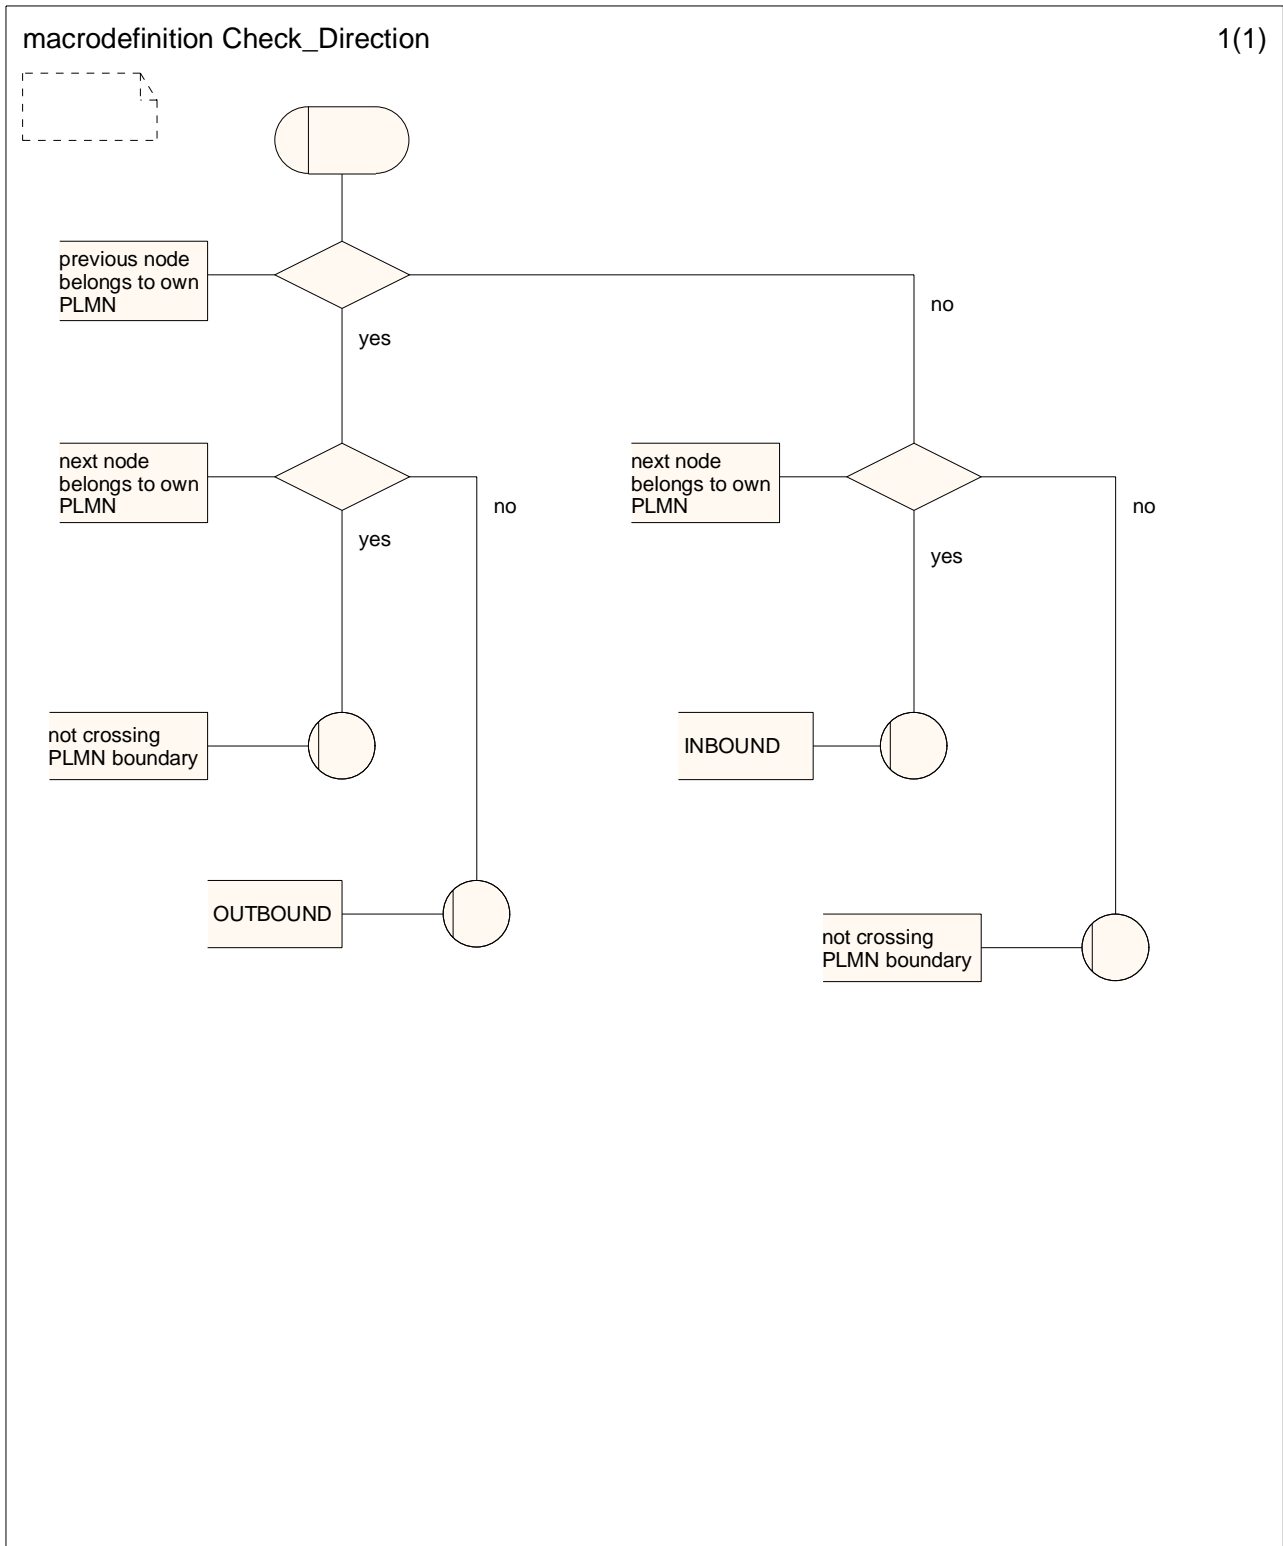 macrodefinition Check_Direction
1(1)
previous node
belongs to own
PLMN
no
yes
next node
belongs to own
PLMN
no
yes
next node
belongs to own
PLMN
no
yes
not crossing
PLMN boundary
INBOUND
OUTBOUND
not crossing
PLMN boundary